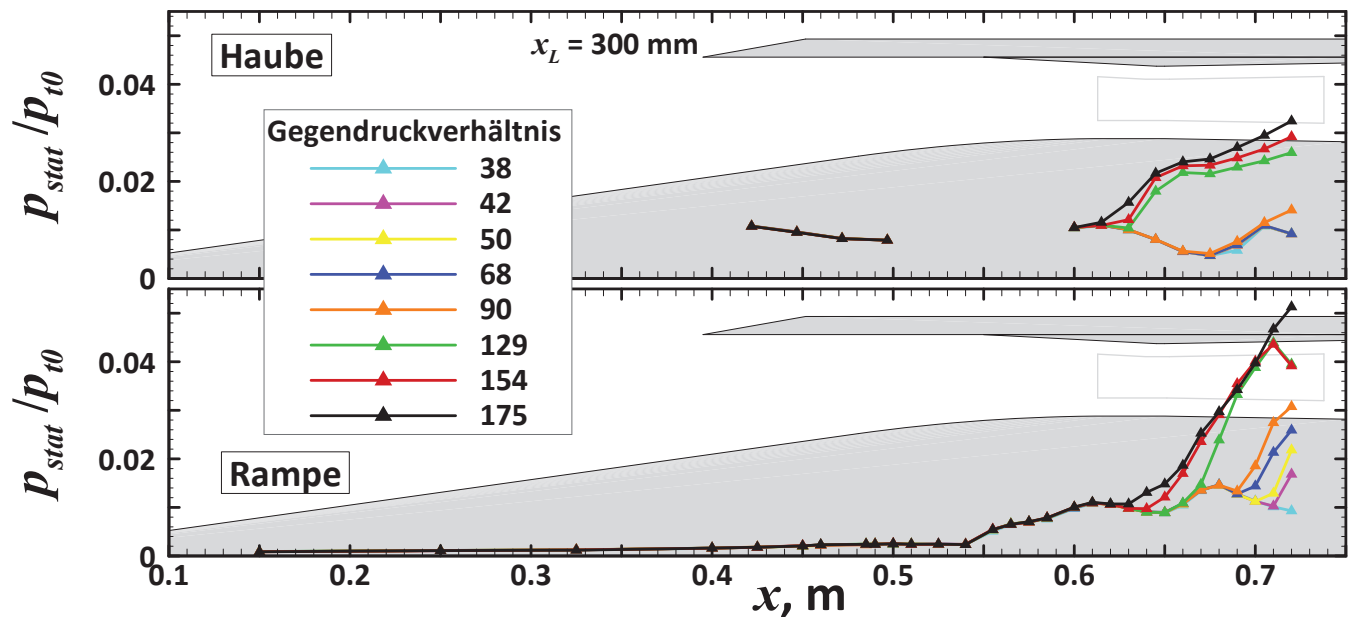 Haube
x_L = 300 mm
p_stat /p_t0
0.04
0.02
0
Gegendruckverhältnis
38
42
50
68
90
129
154
175
Rampe
p_stat /p_t0
0.04
0.02
0
0.1 0.2 0.3 0.4 0.5 0.6 0.7
x, m